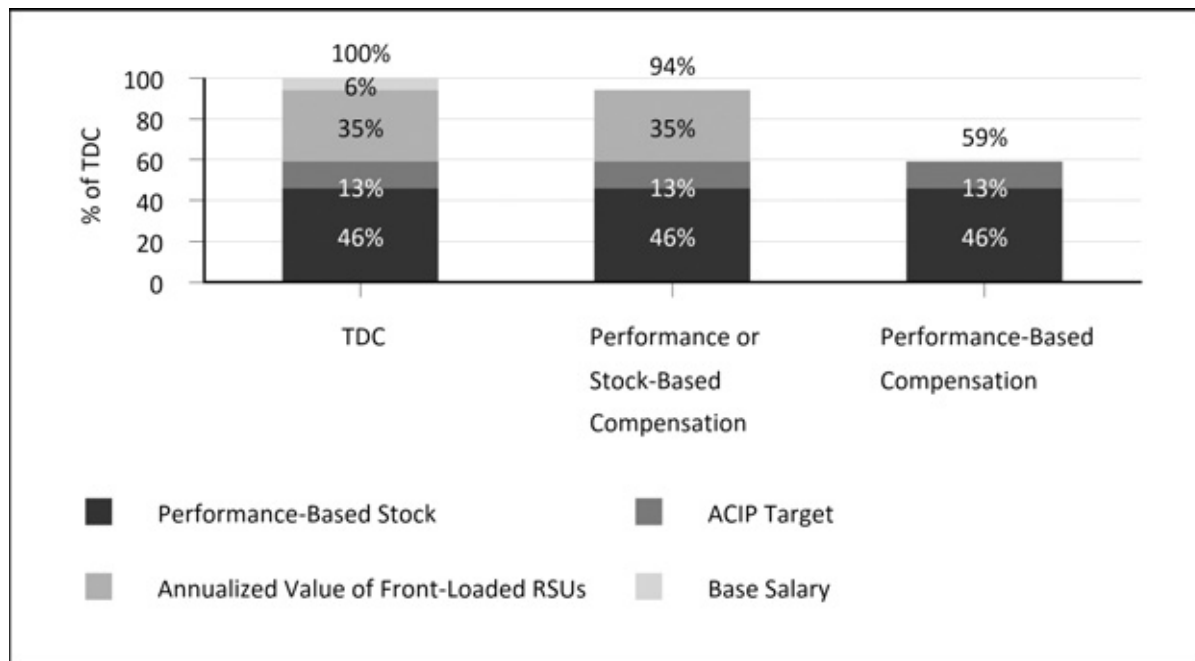 100%
94%
100
6%
80
35%
35%
59%
% of TDC
60
13%
13%
13%
40
46%
46%
46%
20
0
TDC
Performance or
Stock-Based
Compensation
Performance-Based
Compensation
Performance-Based Stock
ACIP Target
Annualized Value of Front-Loaded RSUs
Base Salary